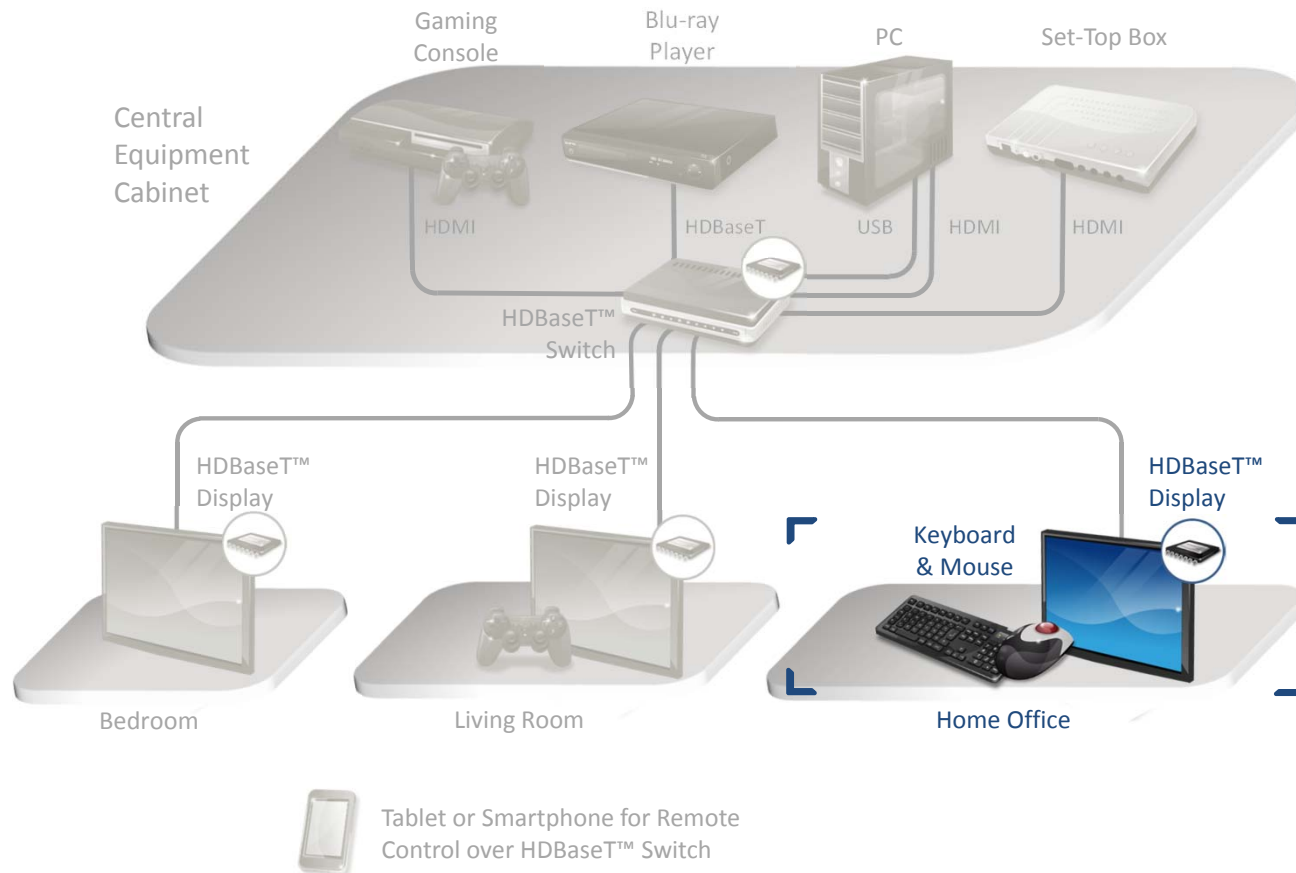 Gaming
Console
Blu-ray
Player
PC
Set-Top Box
Central
Equipment
Cabinet
HDMI
HDBaseT
USB
HDMI
HDMI
HDBaseT™
Switch
HDBaseT™
Display
HDBaseT™
Display
HDBaseT™
Display
Keyboard
& Mouse
Bedroom
Living Room
Home Office
Tablet or Smartphone for Remote
Control over HDBaseT™ Switch